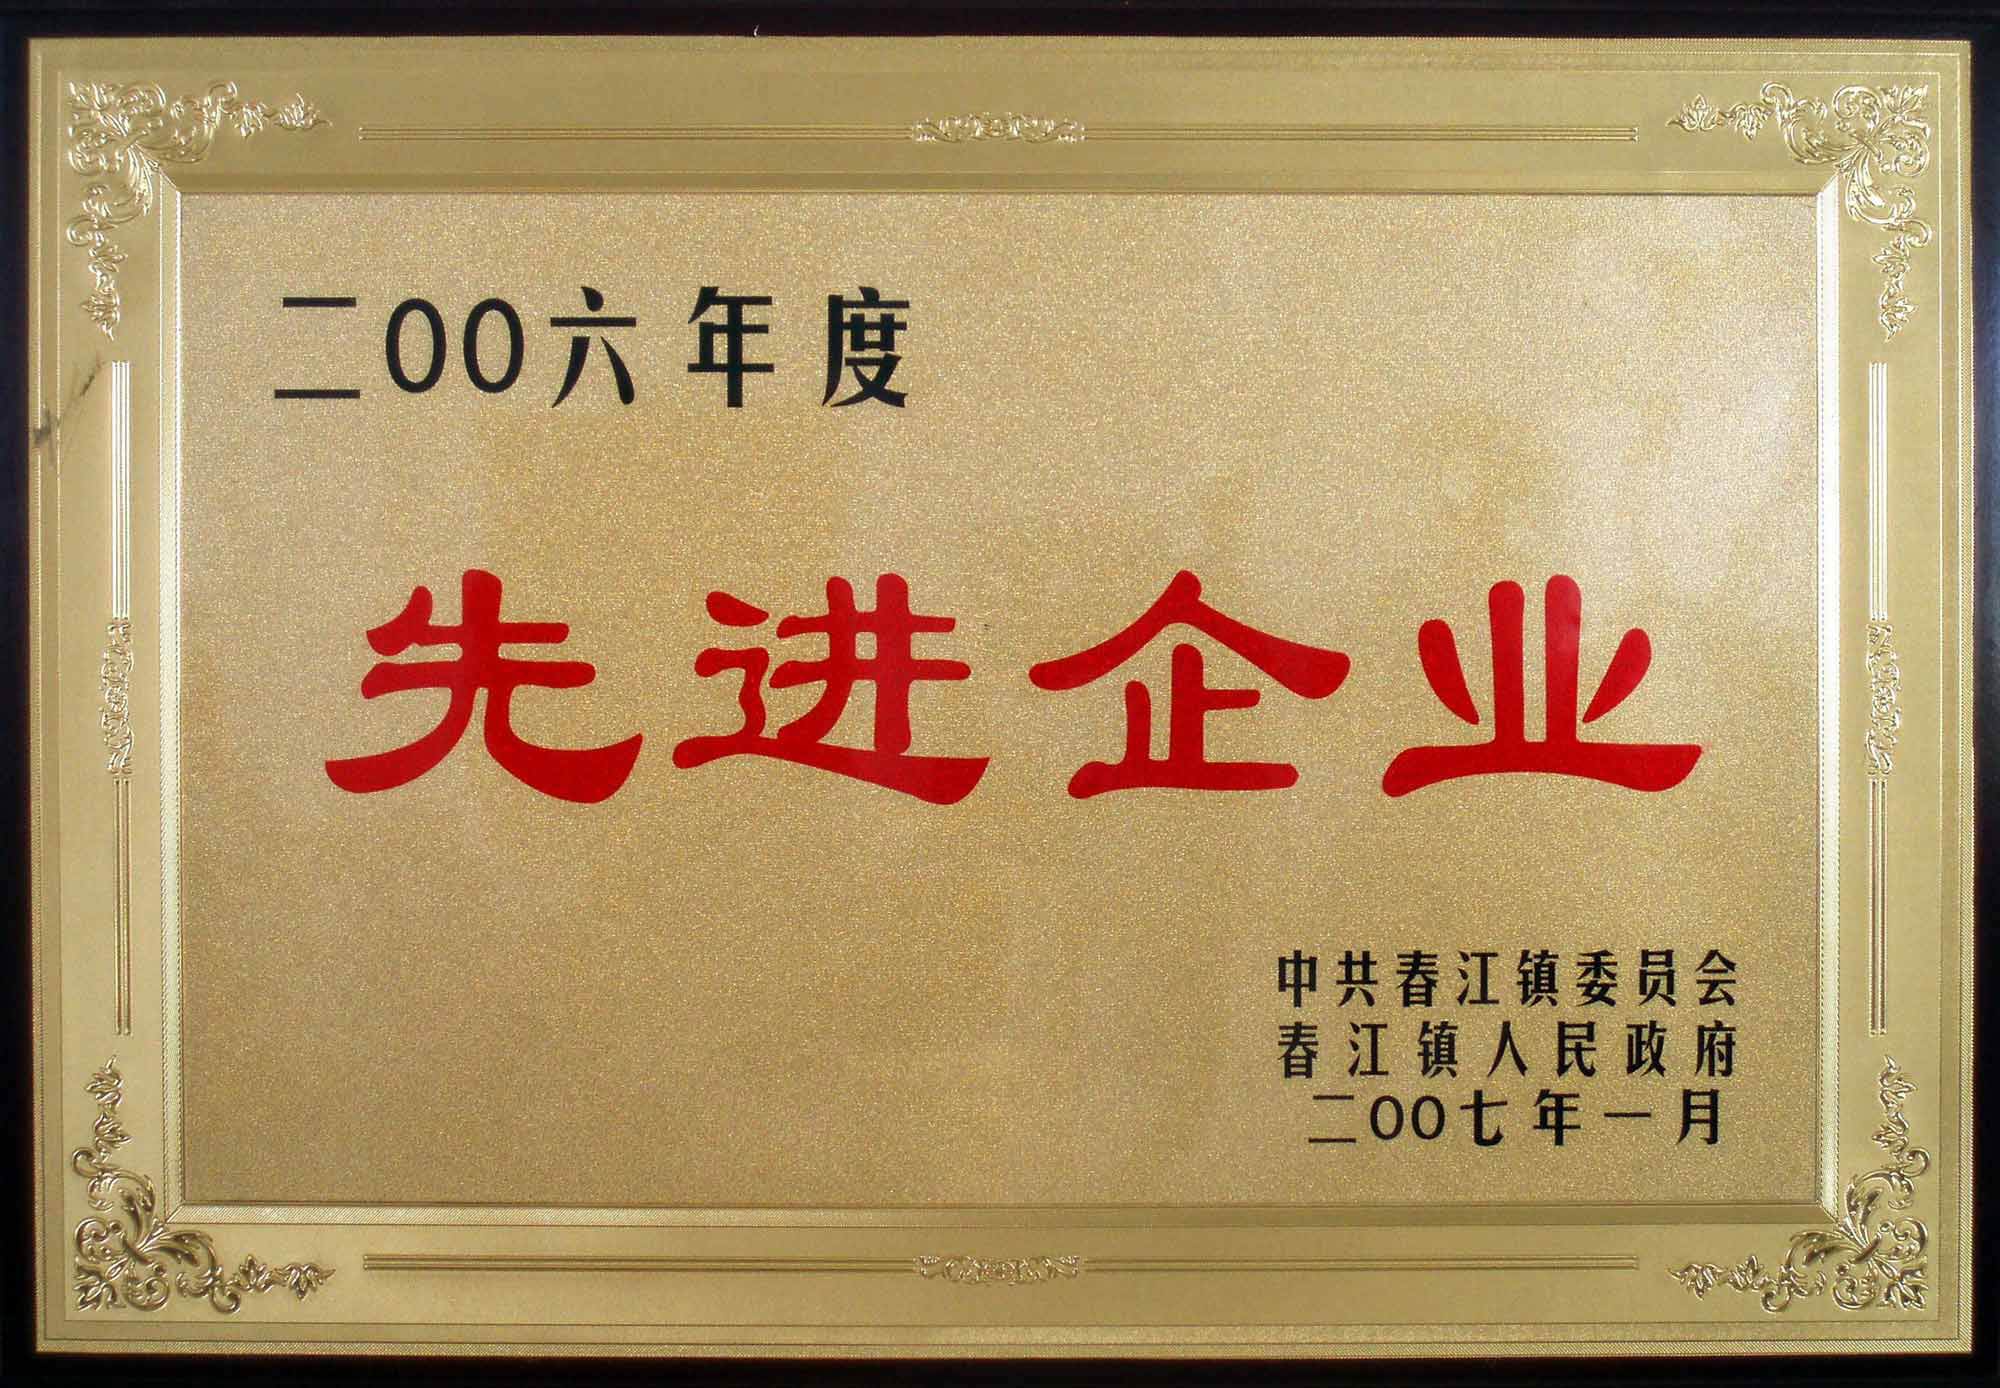 二00六年度
先进企业
中共春江镇委员会
春江镇人民政府
二00七年一月